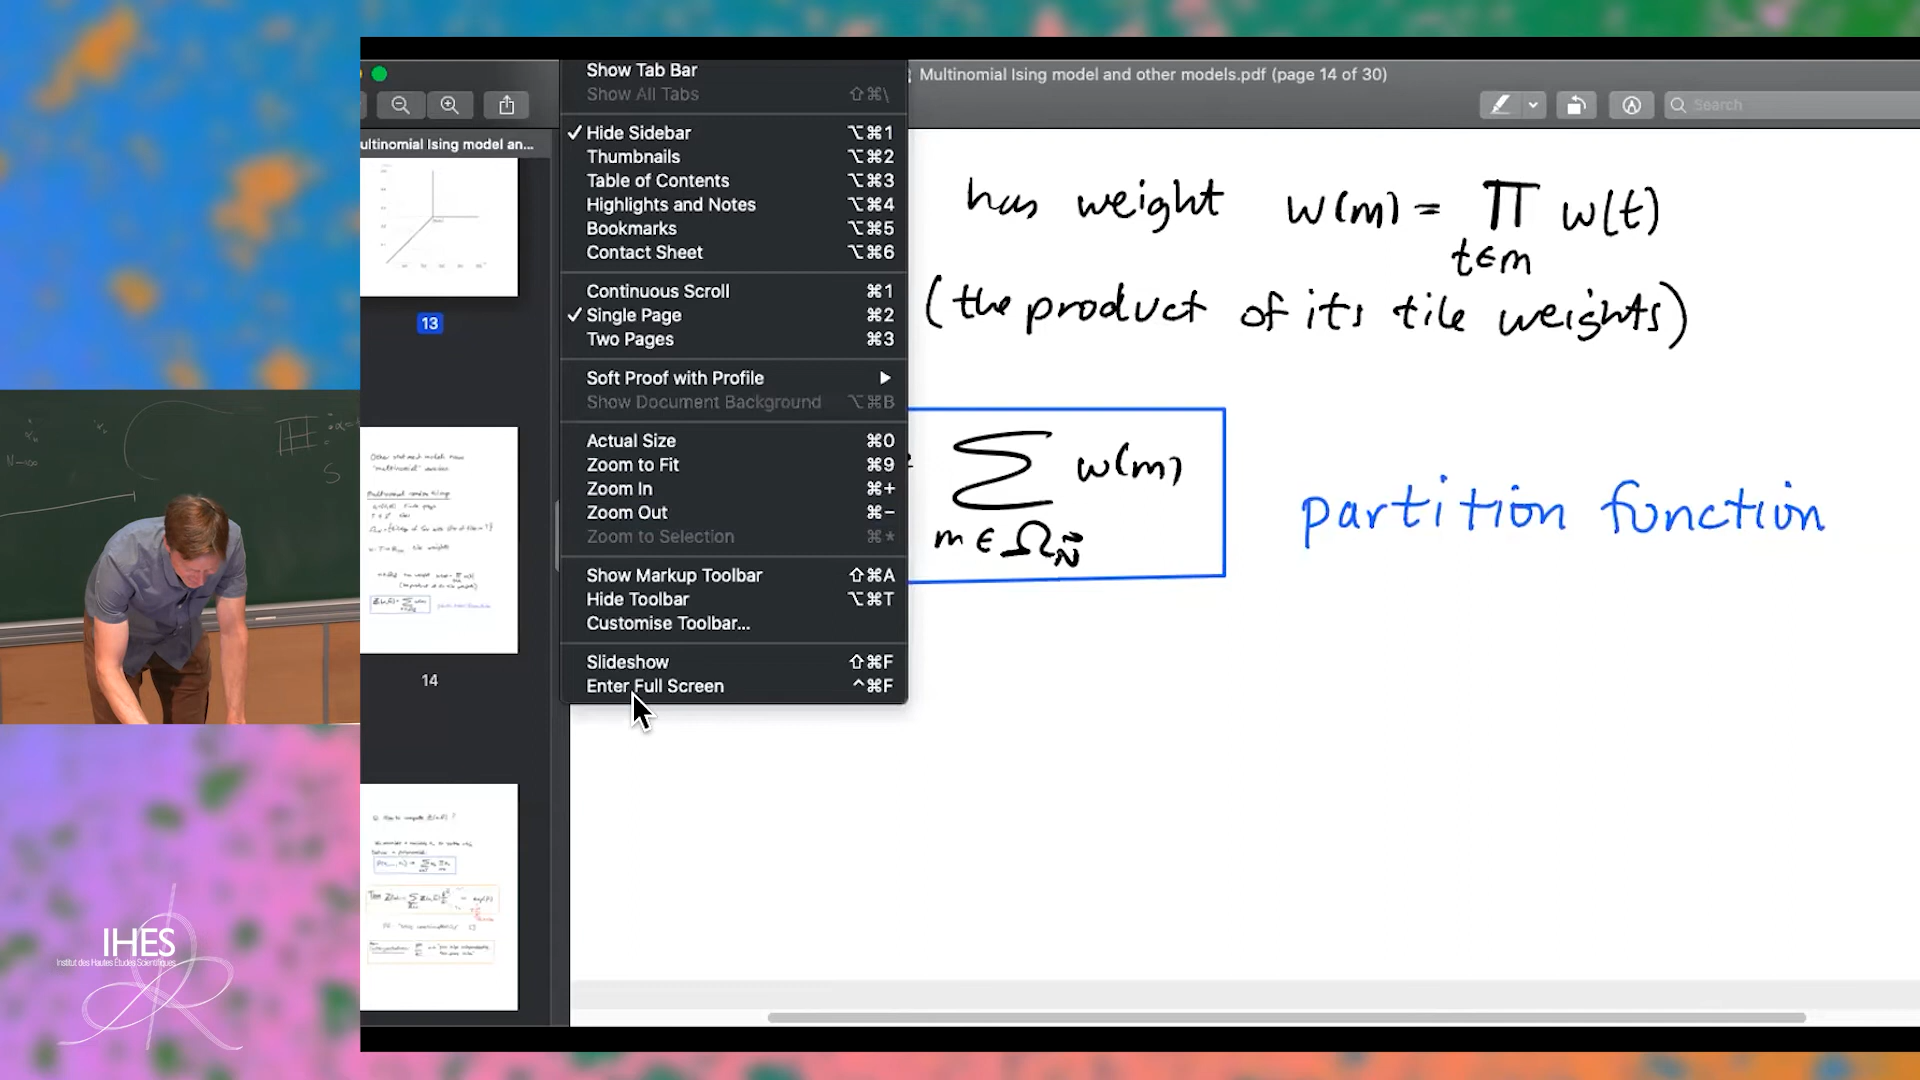 Multinomial Ising model and other models.pdf (page 14 of 30)
Search
ultinomial Ising model an...
13
14
Show Tab Bar
Show All Tabs ⇧⌘\
✓ Hide Sidebar ⌥⌘1
Thumbnails ⌥⌘2
Table of Contents ⌥⌘3
Highlights and Notes ⌥⌘4
Bookmarks ⌥⌘5
Contact Sheet ⌥⌘6
Continuous Scroll ⌘1
✓ Single Page ⌘2
Two Pages ⌘3
Soft Proof with Profile ▶
Show Document Background ⌥⌘B
Actual Size ⌘0
Zoom to Fit ⌘9
Zoom In ⌘+
Zoom Out ⌘−
Zoom to Selection ⌘*
Show Markup Toolbar ⇧⌘A
Hide Toolbar ⌥⌘T
Customise Toolbar...
Slideshow ⇧⌘F
Enter Full Screen ^⌘F
has weight w(m) = ∏ w(t)
t∈m
(the product of its tile weights)
∑ w(m)
m ∈ Ω_N⃗
partition function
IHES
Institut des Hautes Études Scientifiques